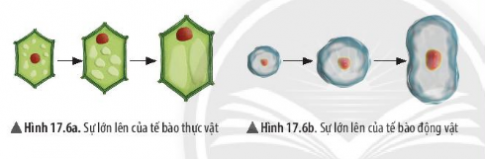 ▲ Hình 17.6a. Sự lớn lên của tế bào thực vật
▲ Hình 17.6b. Sự lớn lên của tế bào động vật